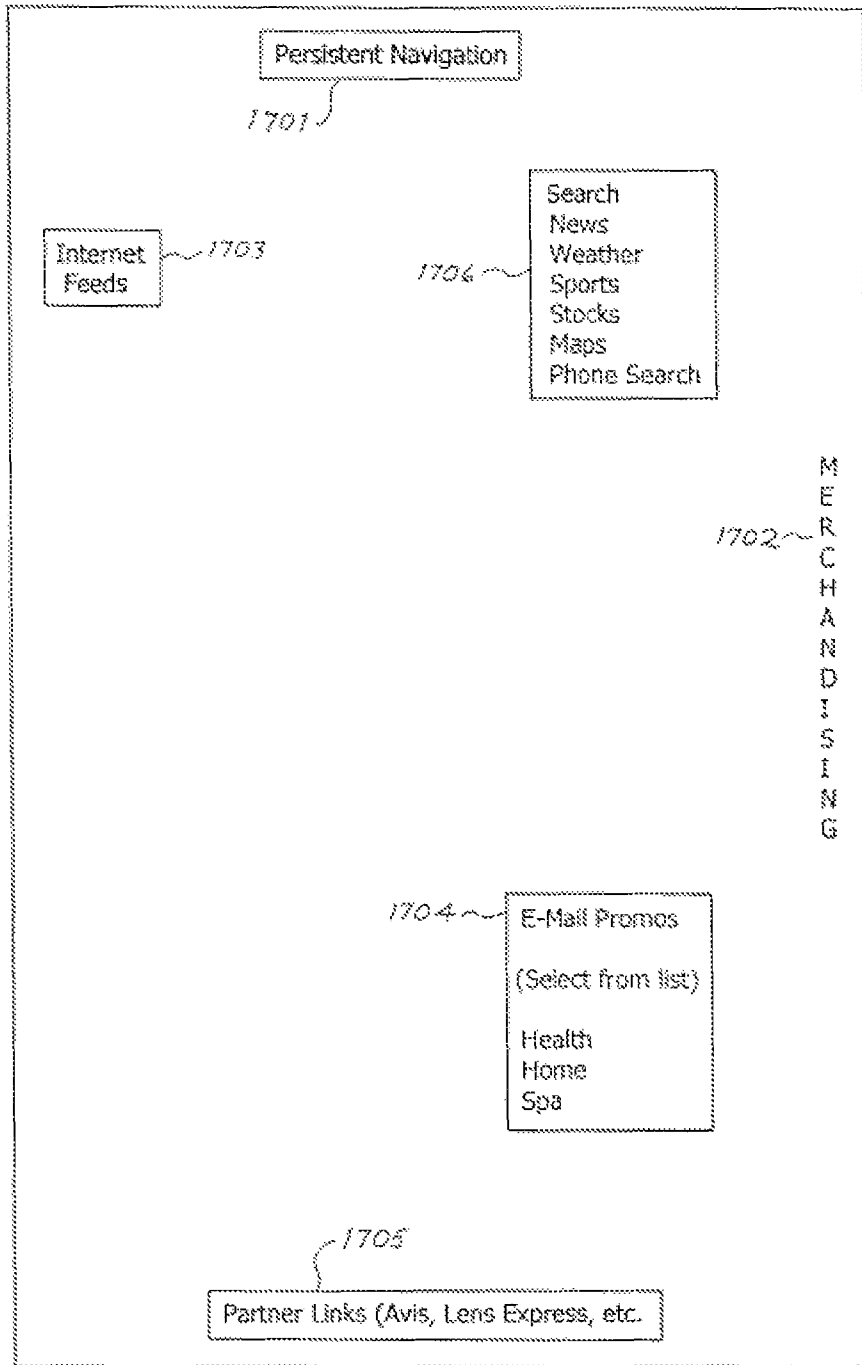 Persistent Navigation
1701
Search
News
Weather
Sports
Stocks
Maps
Phone Search
1706
Internet
Feeds
1703
MERCHANDISING
1702
1704
E-Mail Promos
(Select from list)
Health
Home
Spa
1705
Partner Links (Avis, Lens Express, etc.